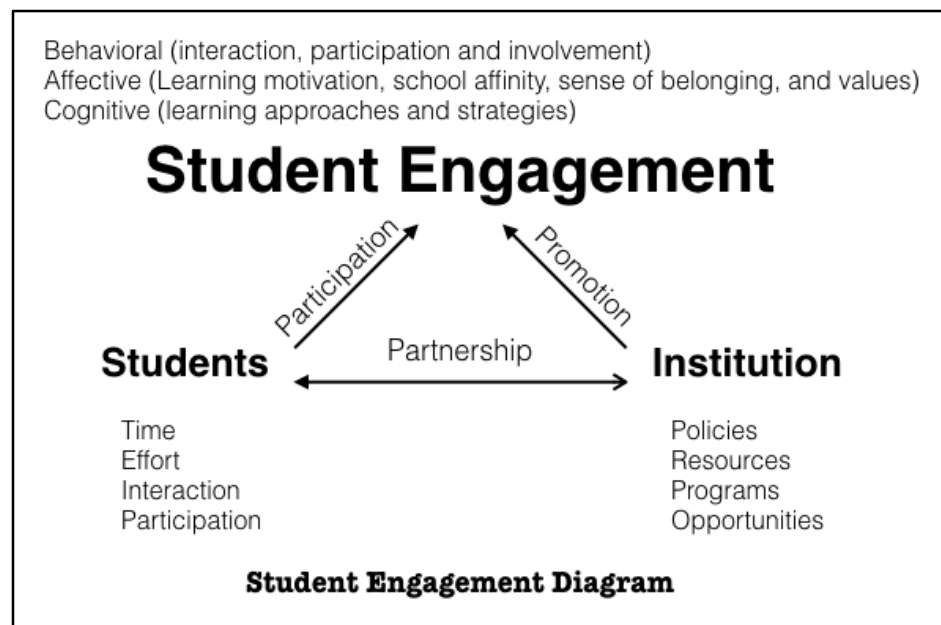 Behavioral (interaction, participation and involvement)
Affective (Learning motivation, school affinity, sense of belonging, and values)
Cognitive (learning approaches and strategies)
Student Engagement
Participation
Promotion
Partnership
Students
Institution
Time
Effort
Interaction
Participation
Policies
Resources
Programs
Opportunities
Student Engagement Diagram